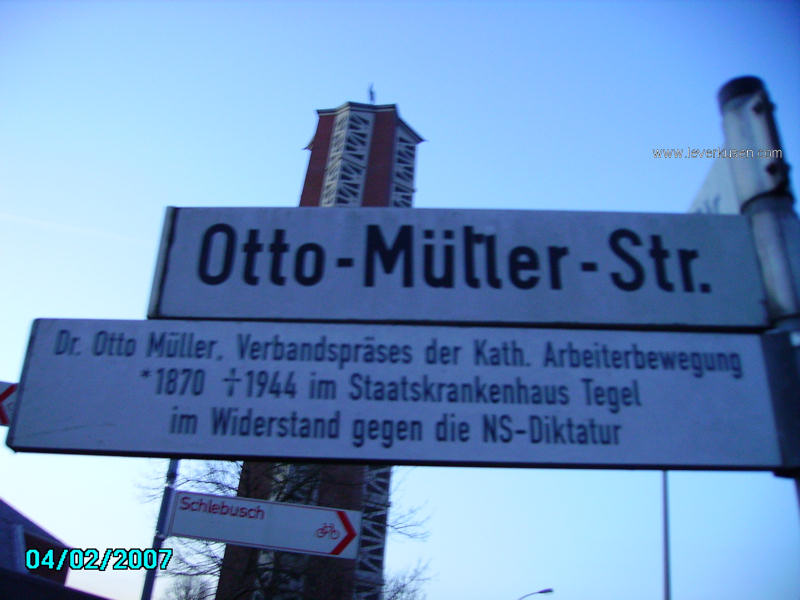 www.leverkusen.com
Otto-Müller-Str.
Dr. Otto Müller, Verbandspräses der Kath. Arbeiterbewegung
*1870 †1944 im Staatskrankenhaus Tegel
im Widerstand gegen die NS-Diktatur
Schlebusch
04/02/2007